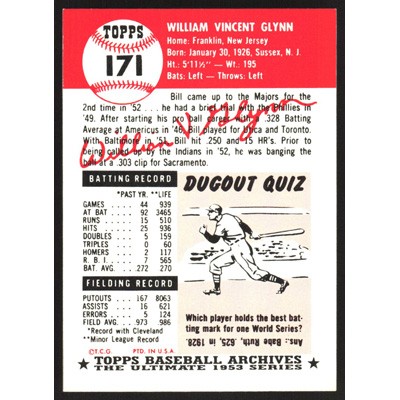 TOPPS
171
WILLIAM VINCENT GLYNN
Home: Franklin, New Jersey
Born: January 30, 1926, Sussex, N. J.
Ht.: 5'11½" — Wt.: 195
Bats: Left — Throws: Left
Bill came up to the Majors for the
2nd time in '52 ... he had a brief trial with the Phillies in
'49. After starting his pro ball career with a .328 Batting
Average at Americus in '46, Bill played for Utica and Toronto.
With Baltimore in '51, Bill hit .250 and 15 HR's. Prior to
being called up by the Indians in '52, he was banging the
ball at a 303 clip for Sacramento.
William V. Glynn
BATTING RECORD
*PAST YR. **LIFE
GAMES 44 939
AT BAT 92 3465
RUNS 15 510
HITS 25 936
DOUBLES 5 159
TRIPLES 0 60
HOMERS 2 117
R. B. I. 7 565
BAT. AVG. .272 .270
FIELDING RECORD
PUTOUTS 167 8063
ASSISTS 16 621
ERRORS 5 124
FIELD AVG. .973 .986
*Record with Cleveland
**Minor League Record
©T.C.G. PTD. IN U.S.A.
DUGOUT QUIZ
Which player holds the best bat-
ting mark for one World Series?
Ans.: Babe Ruth, .625, in 1928.
TOPPS BASEBALL ARCHIVES
THE ULTIMATE 1953 SERIES